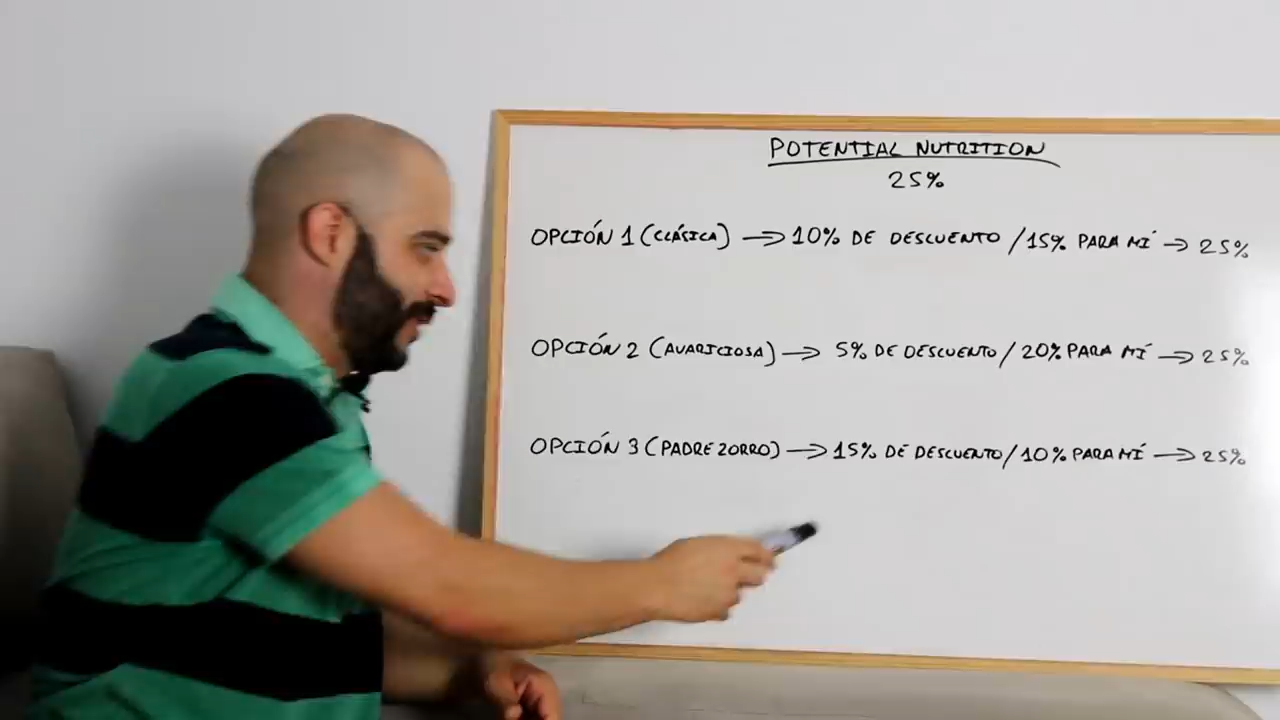 POTENTIAL NUTRITION
25%
OPCIÓN 1 (CLÁSICA) → 10% DE DESCUENTO / 15% PARA MÍ → 25%
OPCIÓN 2 (AVARICIOSA) → 5% DE DESCUENTO / 20% PARA MÍ → 25%
OPCIÓN 3 (PADRE ZORRO) → 15% DE DESCUENTO / 10% PARA MÍ → 25%